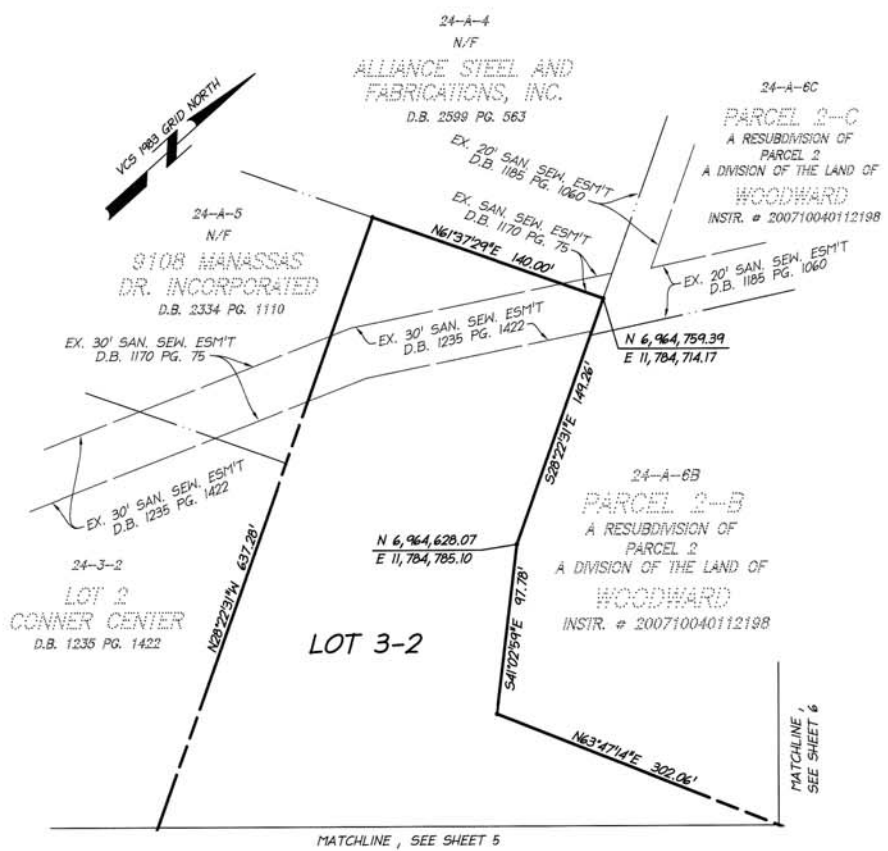 24-A-4
N/F
ALLIANCE STEEL AND
FABRICATIONS, INC.
D.B. 2599 PG. 563
24-A-6C
PARCEL 2-C
A RESUBDIVISION OF
PARCEL 2
A DIVISION OF THE LAND OF
WOODWARD
INSTR. # 200710040112198
VCS 1983 GRID NORTH
EX. 20' SAN. SEW. ESM'T
D.B. 1185 PG. 1060
EX. SAN. SEW. ESM'T
D.B. 1170 PG. 75
24-A-5
N/F
9108 MANASSAS
DR. INCORPORATED
D.B. 2334 PG. 1110
N61°37'29"E 140.00'
EX. 20' SAN. SEW. ESM'T
D.B. 1185 PG. 1060
EX. 30' SAN. SEW. ESM'T
D.B. 1235 PG. 1422
EX. 30' SAN. SEW. ESM'T
D.B. 1170 PG. 75
N 6,964,759.39
E 11,784,714.17
S28°22'31"E 149.26'
24-A-6B
PARCEL 2-B
A RESUBDIVISION OF
PARCEL 2
A DIVISION OF THE LAND OF
WOODWARD
INSTR. # 200710040112198
EX. 30' SAN. SEW. ESM'T
D.B. 1235 PG. 1422
N 6,964,628.07
E 11,784,785.10
24-3-2
LOT 2
CONNER CENTER
D.B. 1235 PG. 1422
N28°22'31"W 637.28'
LOT 3-2
S41°02'59"E 97.78'
N63°47'14"E 302.06'
MATCHLINE ,
SEE SHEET 6
MATCHLINE , SEE SHEET 5